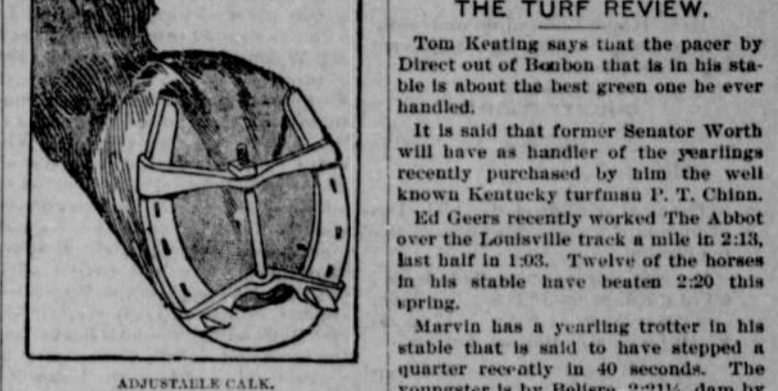 ADJUSTABLE CALK.
THE TURF REVIEW.
Tom Keating says that the pacer by
Direct out of Bonbon that is in his sta-
ble is about the best green one he ever
handled.
It is said that former Senator Worth
will have as handler of the yearlings
recently purchased by him the well
known Kentucky turfman P. T. Chinn.
Ed Geers recently worked The Abbot
over the Louisville track a mile in 2:13,
last half in 1:03. Twelve of the horses
in his stable have beaten 2:20 this
spring.
Marvin has a yearling trotter in his
stable that is said to have stepped a
quarter recently in 40 seconds. The
youngster is by dam by